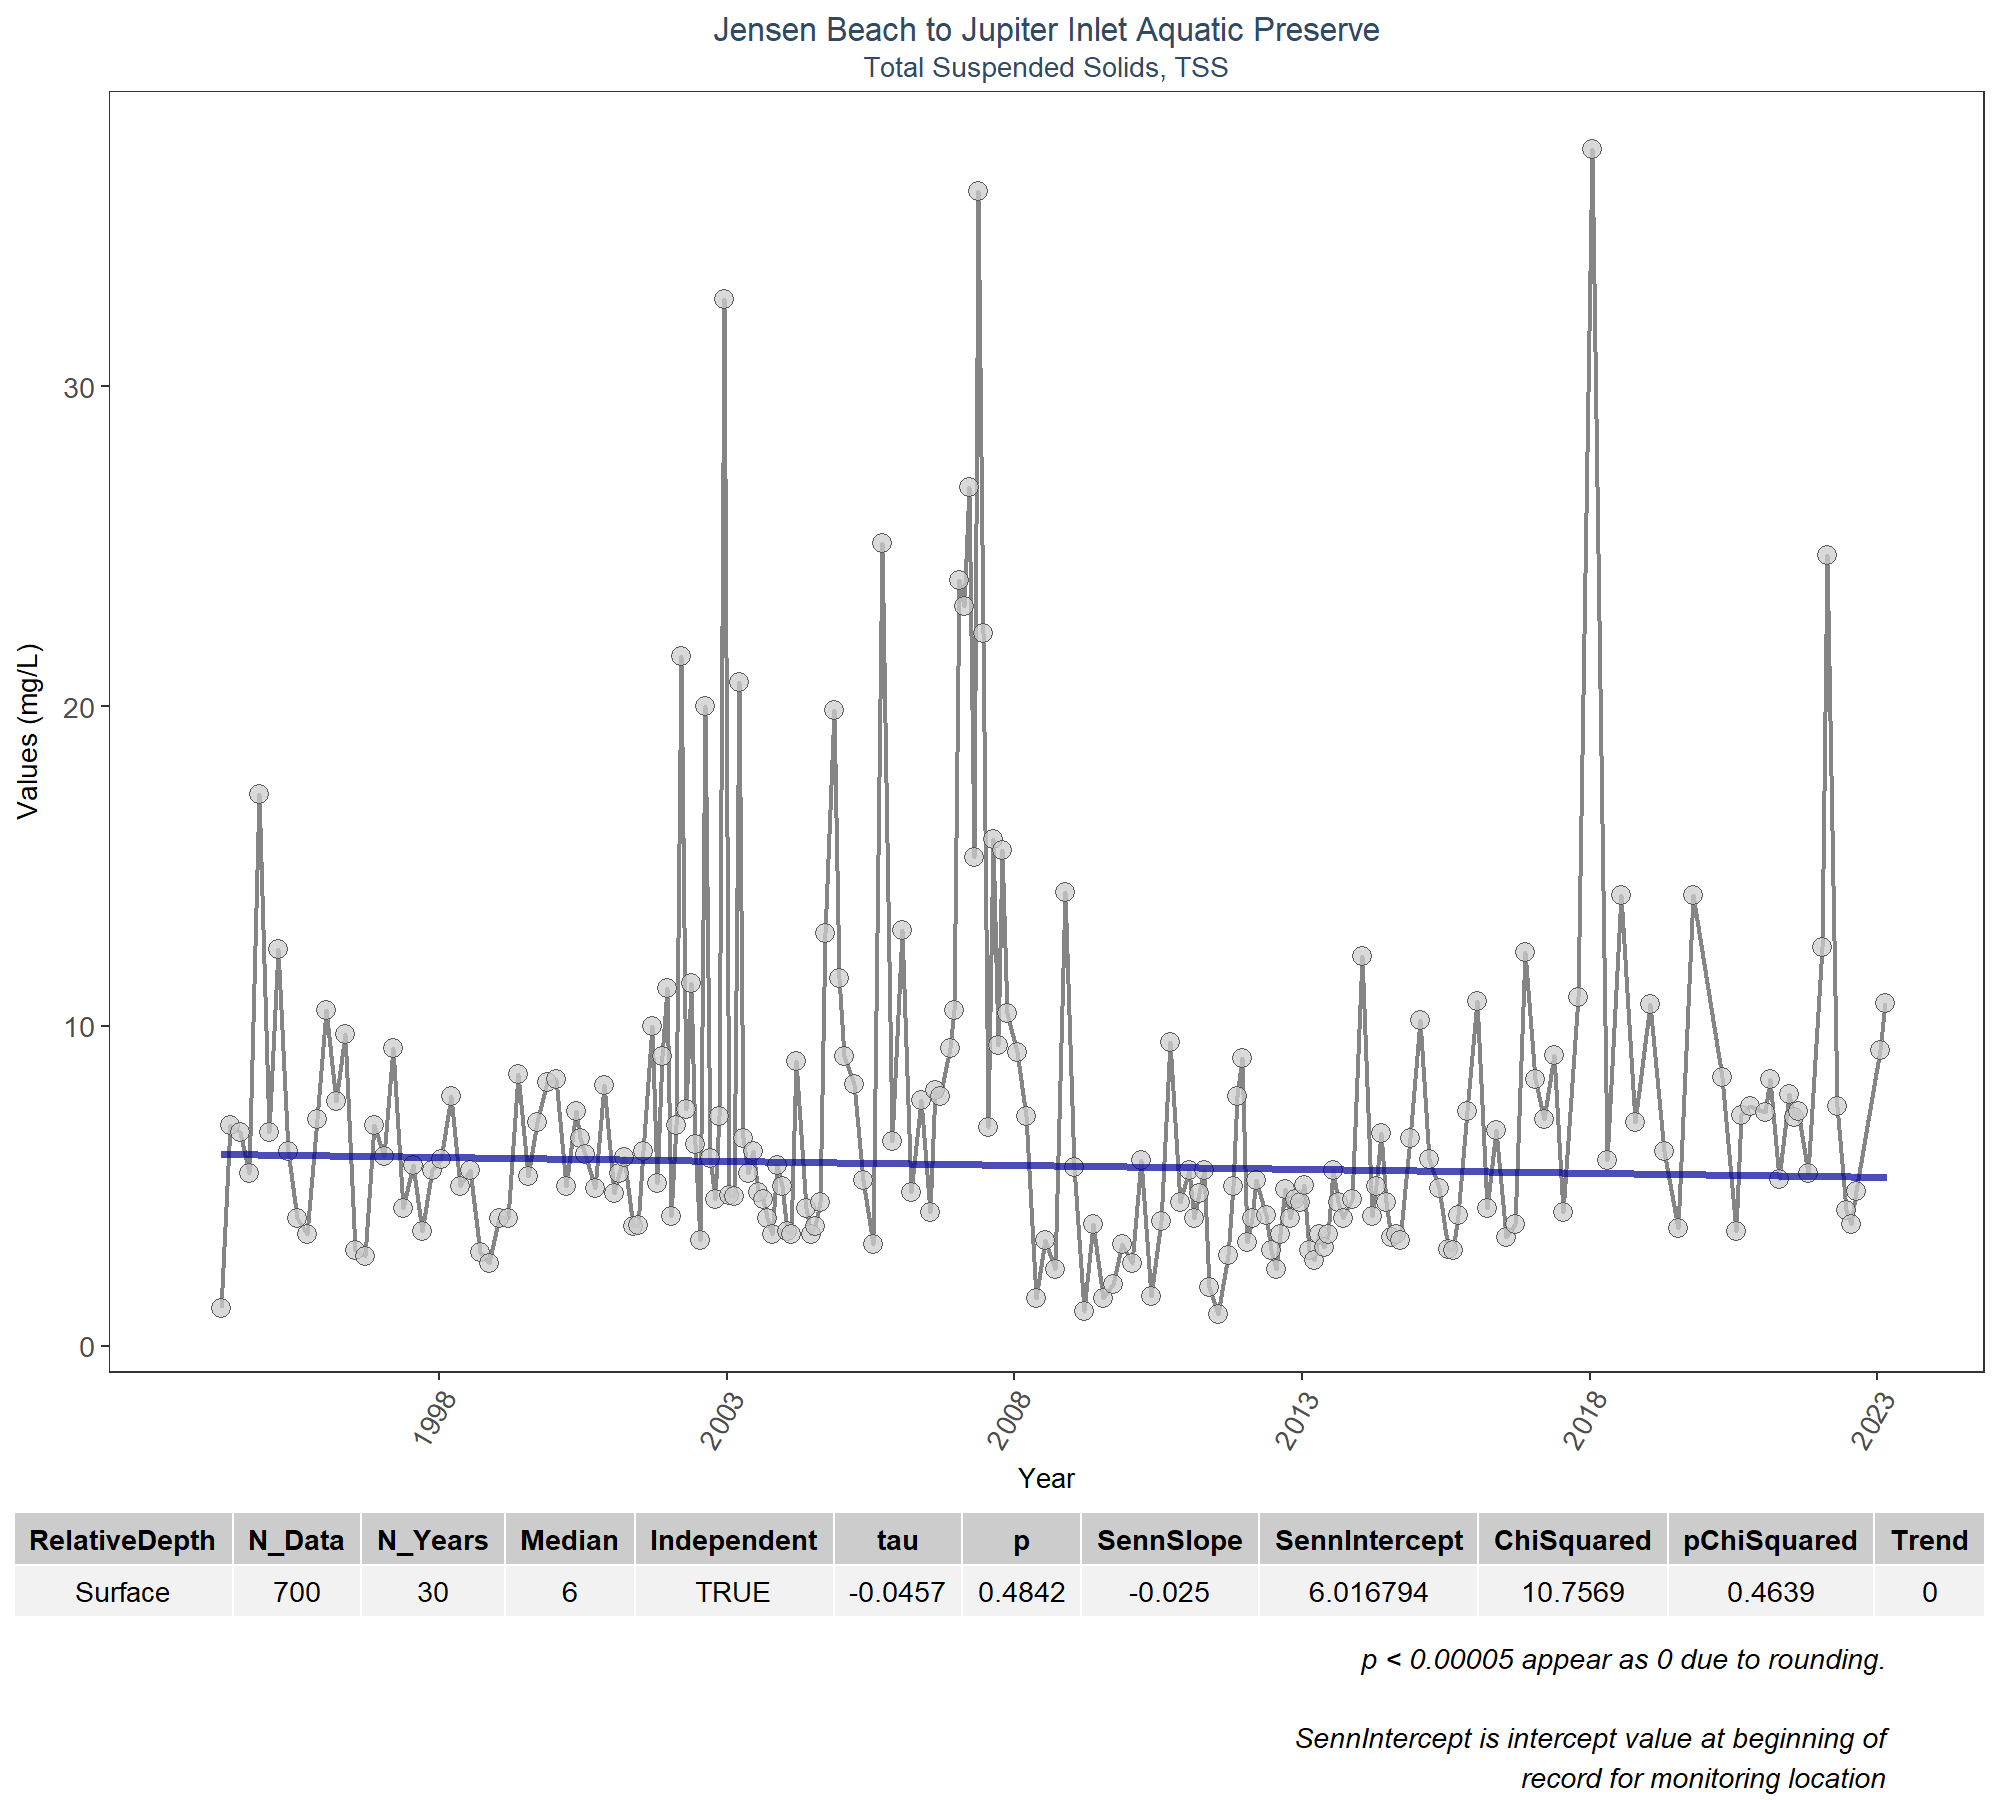 Jensen Beach to Jupiter Inlet Aquatic Preserve
Total Suspended Solids, TSS
Values (mg/L)
30
20
10
0
1998 2003 2008 2013 2018 2023
Year
RelativeDepth N_Data N_Years Median Independent tau p SennSlope SennIntercept ChiSquared pChiSquared Trend
Surface 700 30 6 TRUE -0.0457 0.4842 -0.025 6.016794 10.7569 0.4639 0
p < 0.00005 appear as 0 due to rounding.
SennIntercept is intercept value at beginning of
record for monitoring location